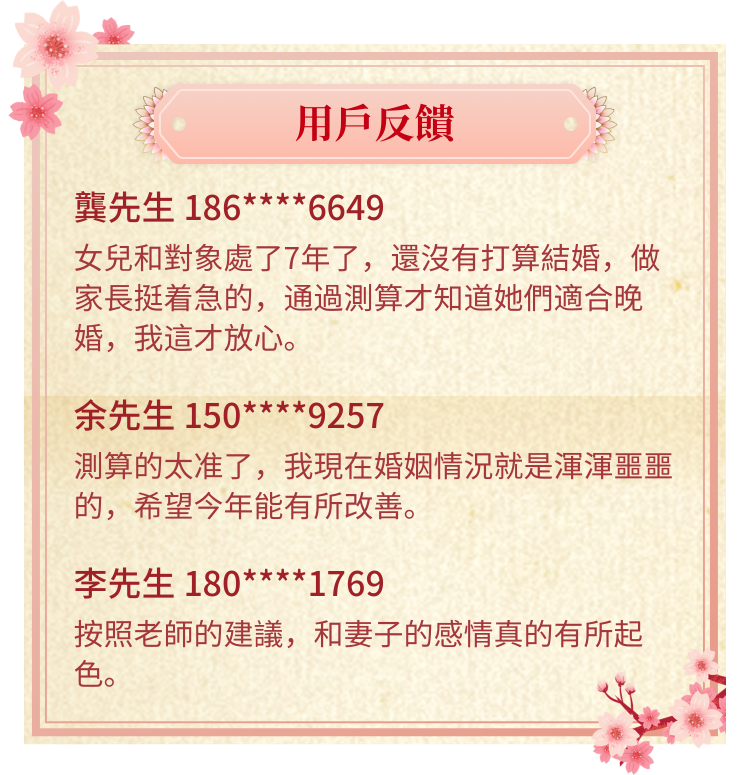 用戶反饋
龔先生 186****6649
女兒和對象處了7年了，還沒有打算結婚，做
家長挺着急的，通過測算才知道她們適合晚
婚，我這才放心。
余先生 150****9257
測算的太准了，我現在婚姻情況就是渾渾噩噩
的，希望今年能有所改善。
李先生 180****1769
按照老師的建議，和妻子的感情真的有所起
色。